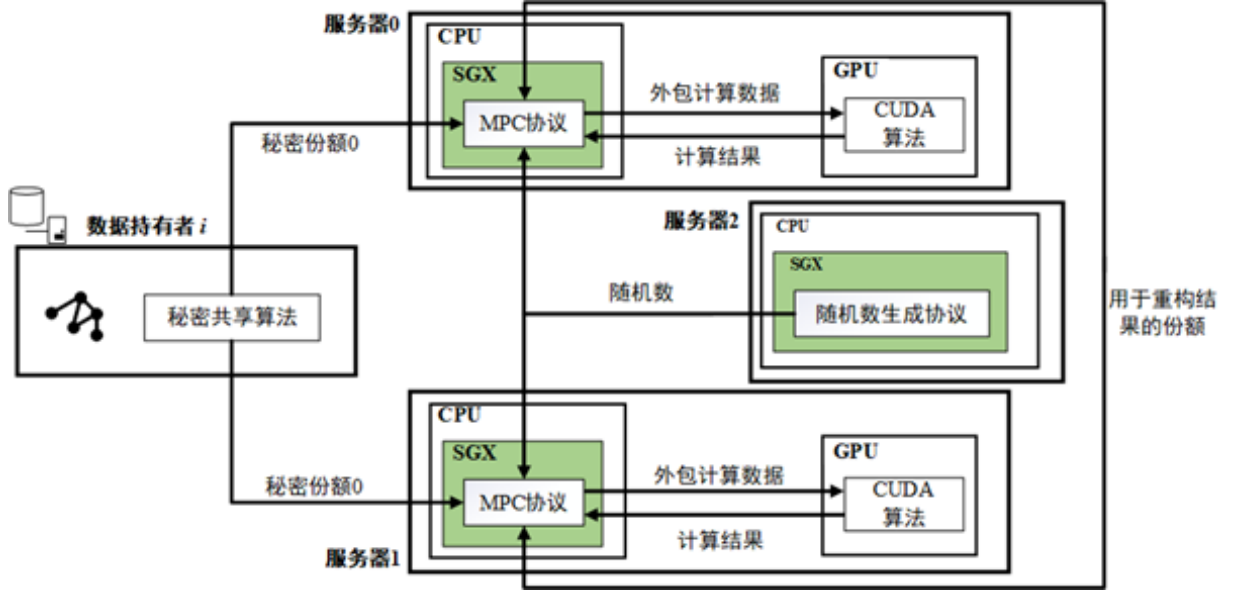 服务器0
CPU
SGX
MPC协议
外包计算数据
计算结果
GPU
CUDA
算法
秘密份额0
数据持有者 i
秘密共享算法
服务器2
CPU
SGX
随机数生成协议
随机数
用于重构结
果的份额
秘密份额0
CPU
SGX
MPC协议
外包计算数据
计算结果
GPU
CUDA
算法
服务器1